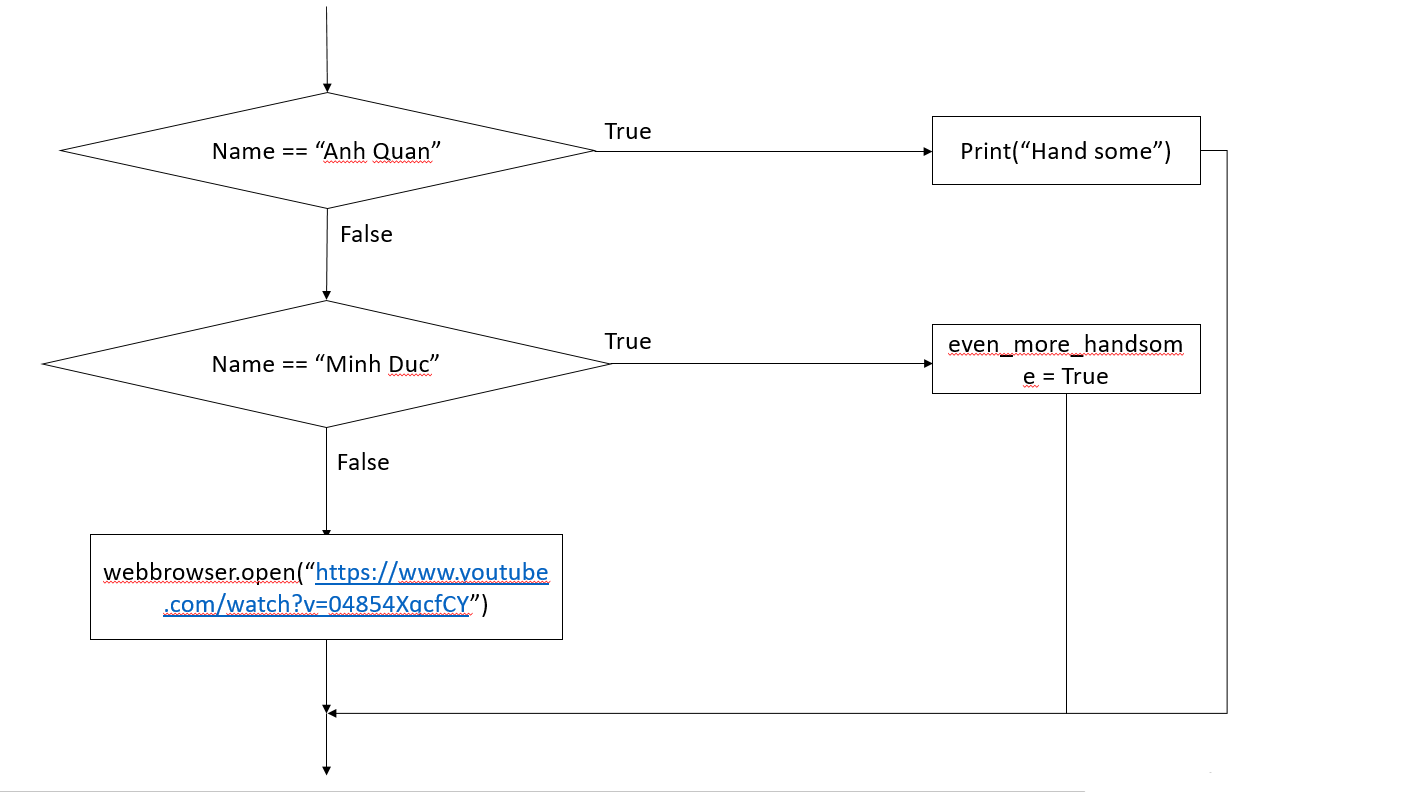 Name == “Anh Quan”
True
Print(“Hand some”)
False
Name == “Minh Duc”
True
even_more_handsom
e = True
False
webbrowser.open(“https://www.youtube
.com/watch?v=04854XqcfCY”)